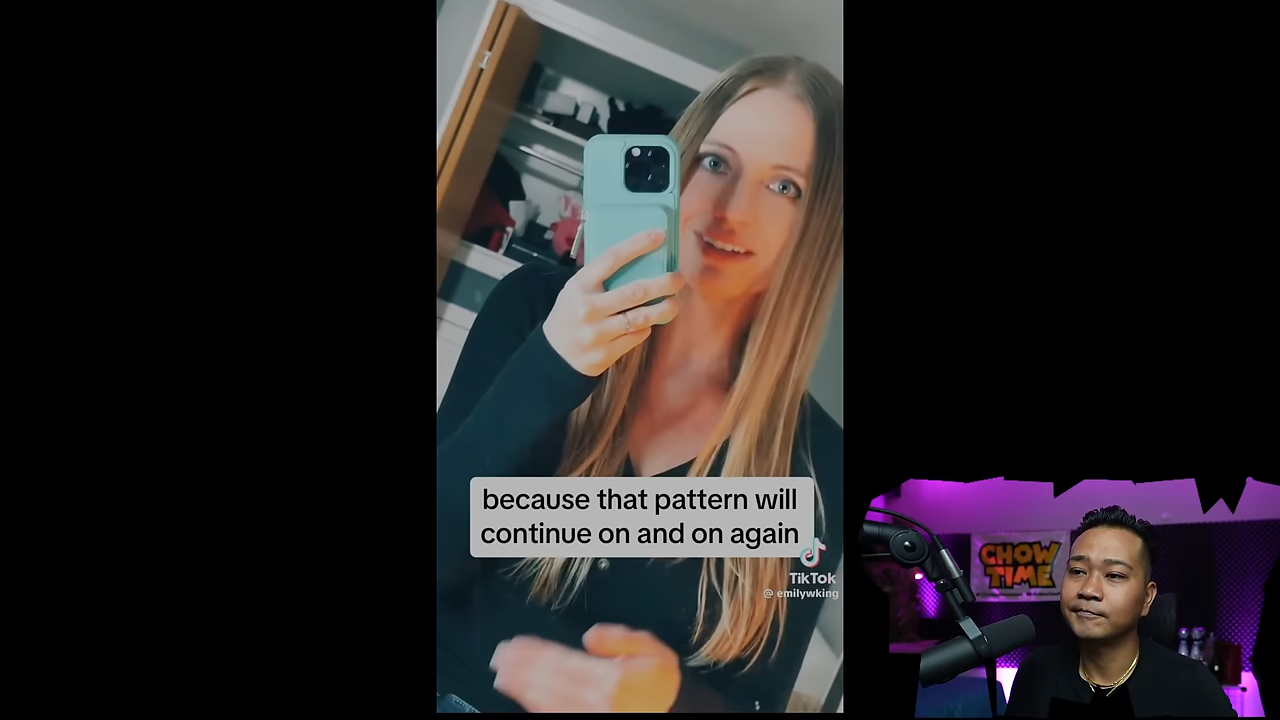 because that pattern will
continue on and on again
TikTok
@ emilywking
CHOW
TIME